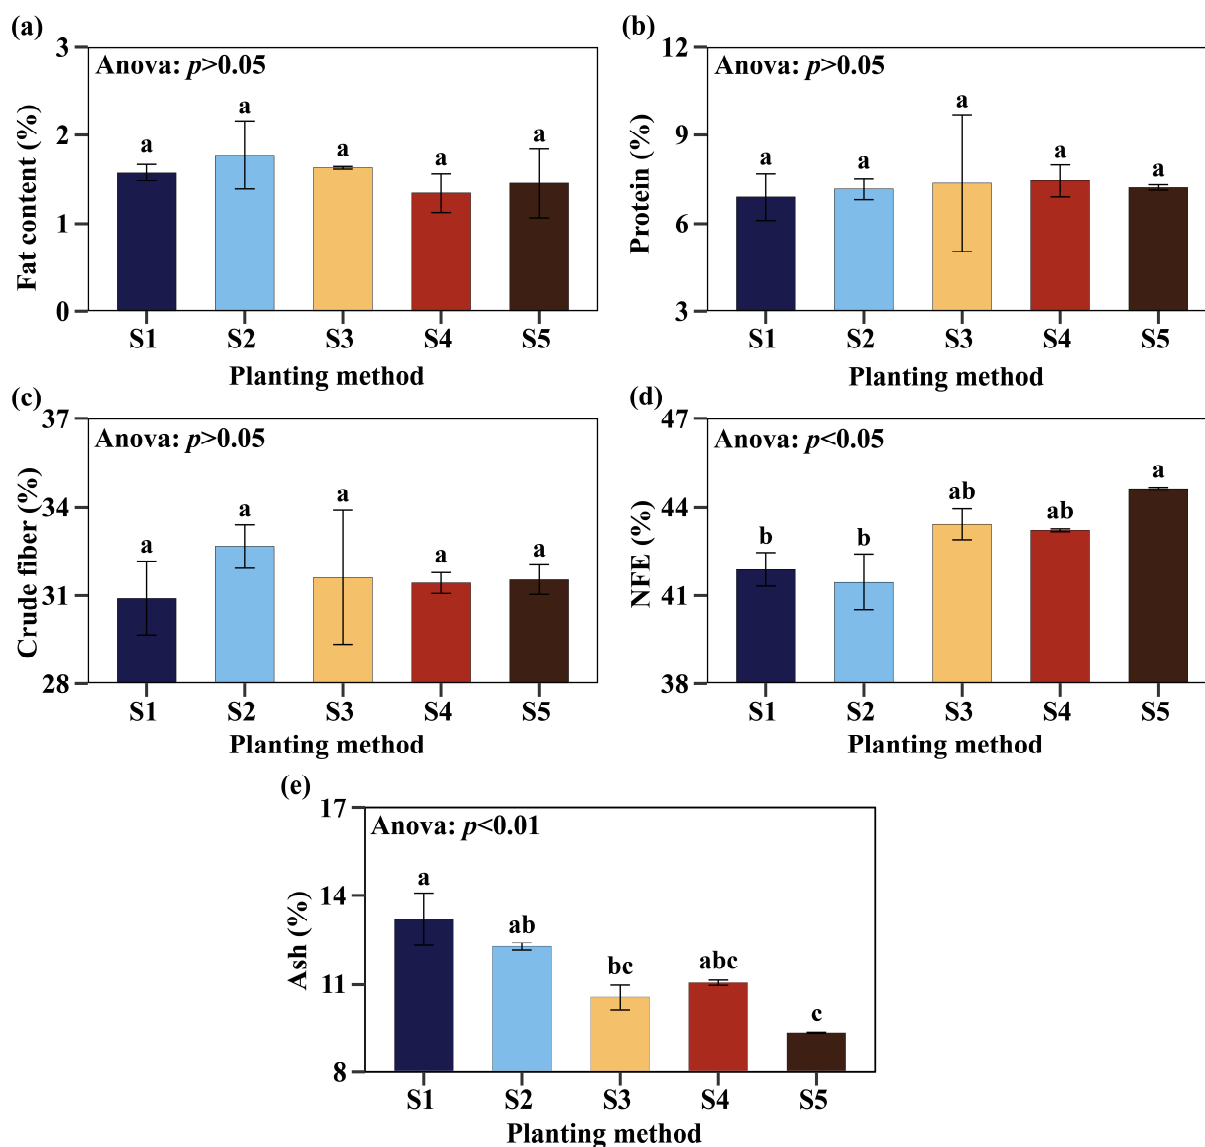 (a)
Anova: p>0.05
Fat content (%)
3
2
1
0
a
a
a
a
a
S1 S2 S3 S4 S5
Planting method
(b)
Anova: p>0.05
Protein (%)
12
9
6
3
a
a
a
a
a
S1 S2 S3 S4 S5
Planting method
(c)
Anova: p>0.05
Crude fiber (%)
37
34
31
28
a
a
a
a
a
S1 S2 S3 S4 S5
Planting method
(d)
Anova: p<0.05
NFE (%)
47
44
41
38
b
b
ab
ab
a
S1 S2 S3 S4 S5
Planting method
(e)
Anova: p<0.01
Ash (%)
17
14
11
8
a
ab
bc
abc
c
S1 S2 S3 S4 S5
Planting method